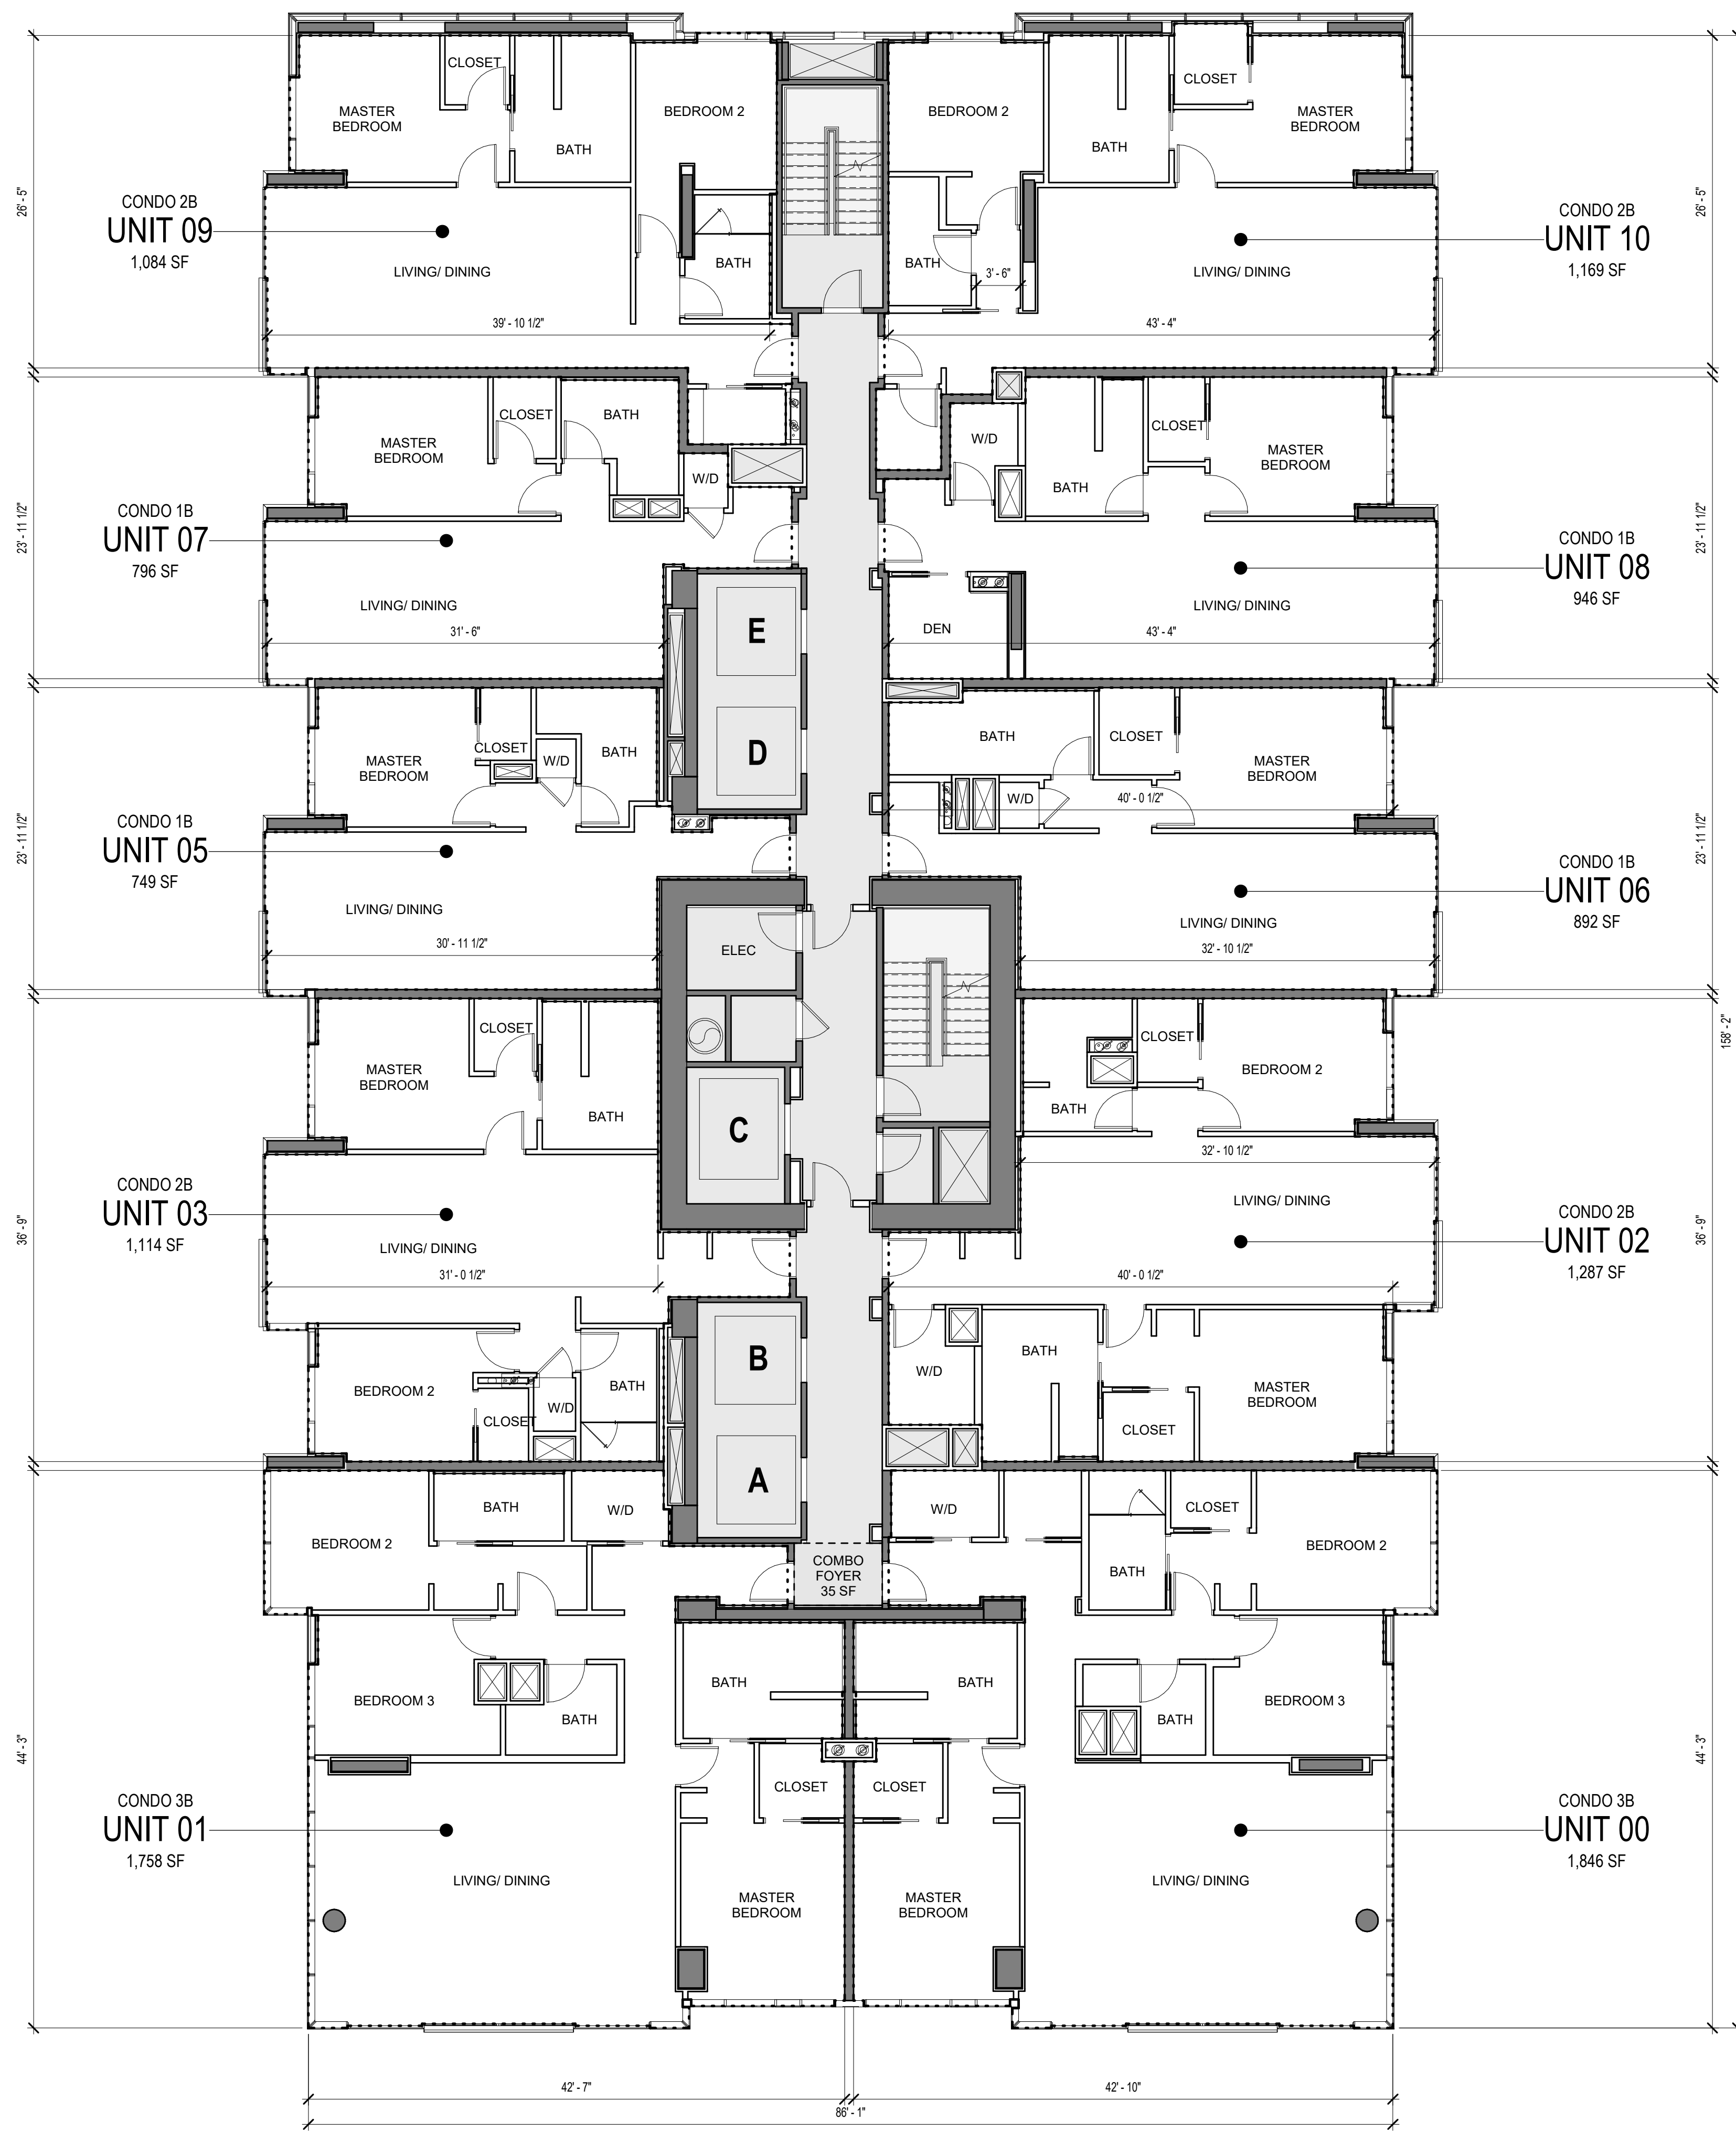 CLOSET
MASTER
BEDROOM
BATH
BEDROOM 2
BEDROOM 2
BATH
CLOSET
MASTER
BEDROOM
26' - 5"
CONDO 2B
UNIT 09
1,084 SF
LIVING/ DINING
BATH
39' - 10 1/2"
BATH
3' - 6"
LIVING/ DINING
43' - 4"
CONDO 2B
UNIT 10
1,169 SF
26' - 5"
MASTER
BEDROOM
CLOSET
BATH
W/D
W/D
BATH
CLOSET
MASTER
BEDROOM
23' - 11 1/2"
CONDO 1B
UNIT 07
796 SF
LIVING/ DINING
31' - 6"
E
DEN
LIVING/ DINING
43' - 4"
CONDO 1B
UNIT 08
946 SF
23' - 11 1/2"
MASTER
BEDROOM
CLOSET
W/D
BATH
D
BATH
CLOSET
MASTER
BEDROOM
W/D
40' - 0 1/2"
23' - 11 1/2"
CONDO 1B
UNIT 05
749 SF
LIVING/ DINING
30' - 11 1/2"
ELEC
LIVING/ DINING
32' - 10 1/2"
CONDO 1B
UNIT 06
892 SF
23' - 11 1/2"
158' - 2"
MASTER
BEDROOM
CLOSET
BATH
C
CLOSET
BEDROOM 2
BATH
32' - 10 1/2"
36' - 9"
CONDO 2B
UNIT 03
1,114 SF
LIVING/ DINING
31' - 0 1/2"
LIVING/ DINING
40' - 0 1/2"
CONDO 2B
UNIT 02
1,287 SF
36' - 9"
BEDROOM 2
CLOSET
W/D
BATH
B
W/D
BATH
CLOSET
MASTER
BEDROOM
A
BEDROOM 2
BATH
W/D
COMBO
FOYER
35 SF
W/D
BATH
CLOSET
BEDROOM 2
BEDROOM 3
BATH
BATH
BATH
BATH
BEDROOM 3
44' - 3"
CONDO 3B
UNIT 01
1,758 SF
LIVING/ DINING
CLOSET
CLOSET
MASTER
BEDROOM
MASTER
BEDROOM
LIVING/ DINING
CONDO 3B
UNIT 00
1,846 SF
44' - 3"
42' - 7"
42' - 10"
86' - 1"